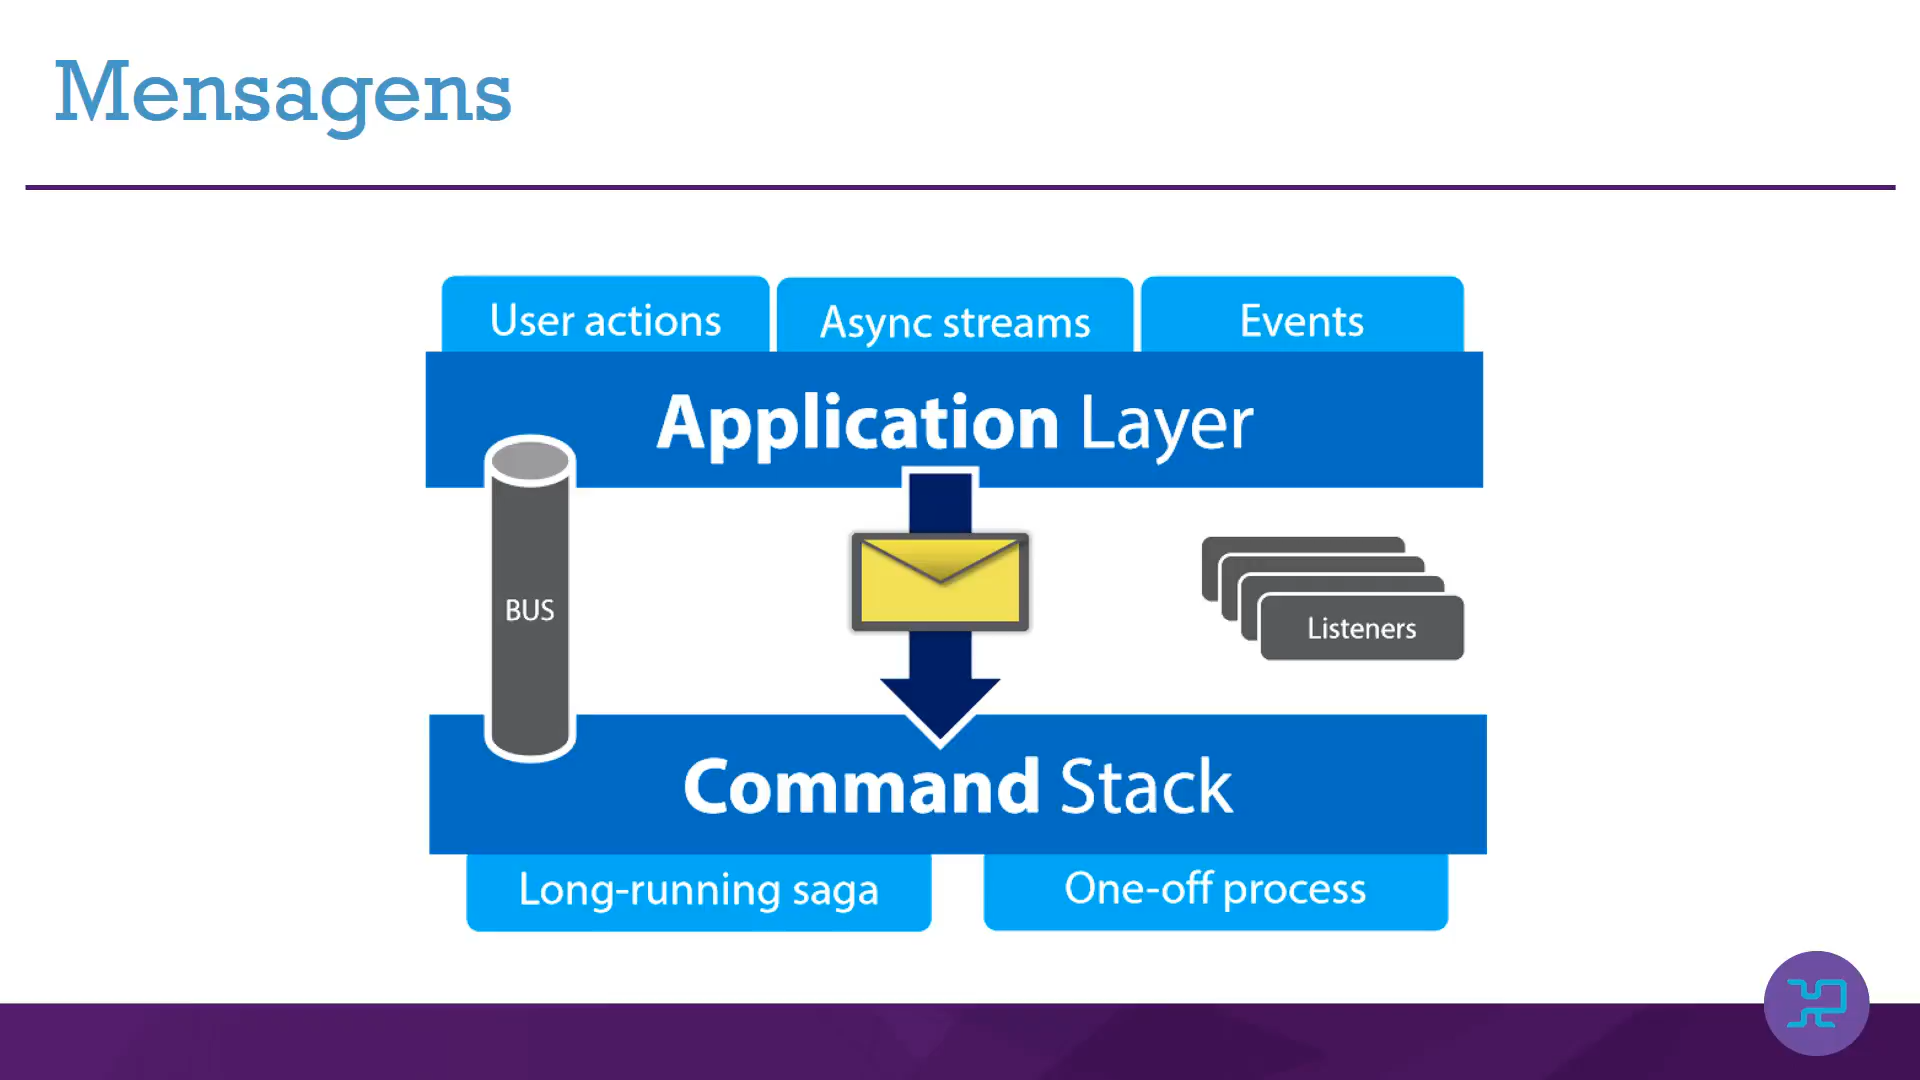 Mensagens
User actions
Async streams
Events
Application Layer
BUS
Listeners
Command Stack
Long-running saga
One-off process